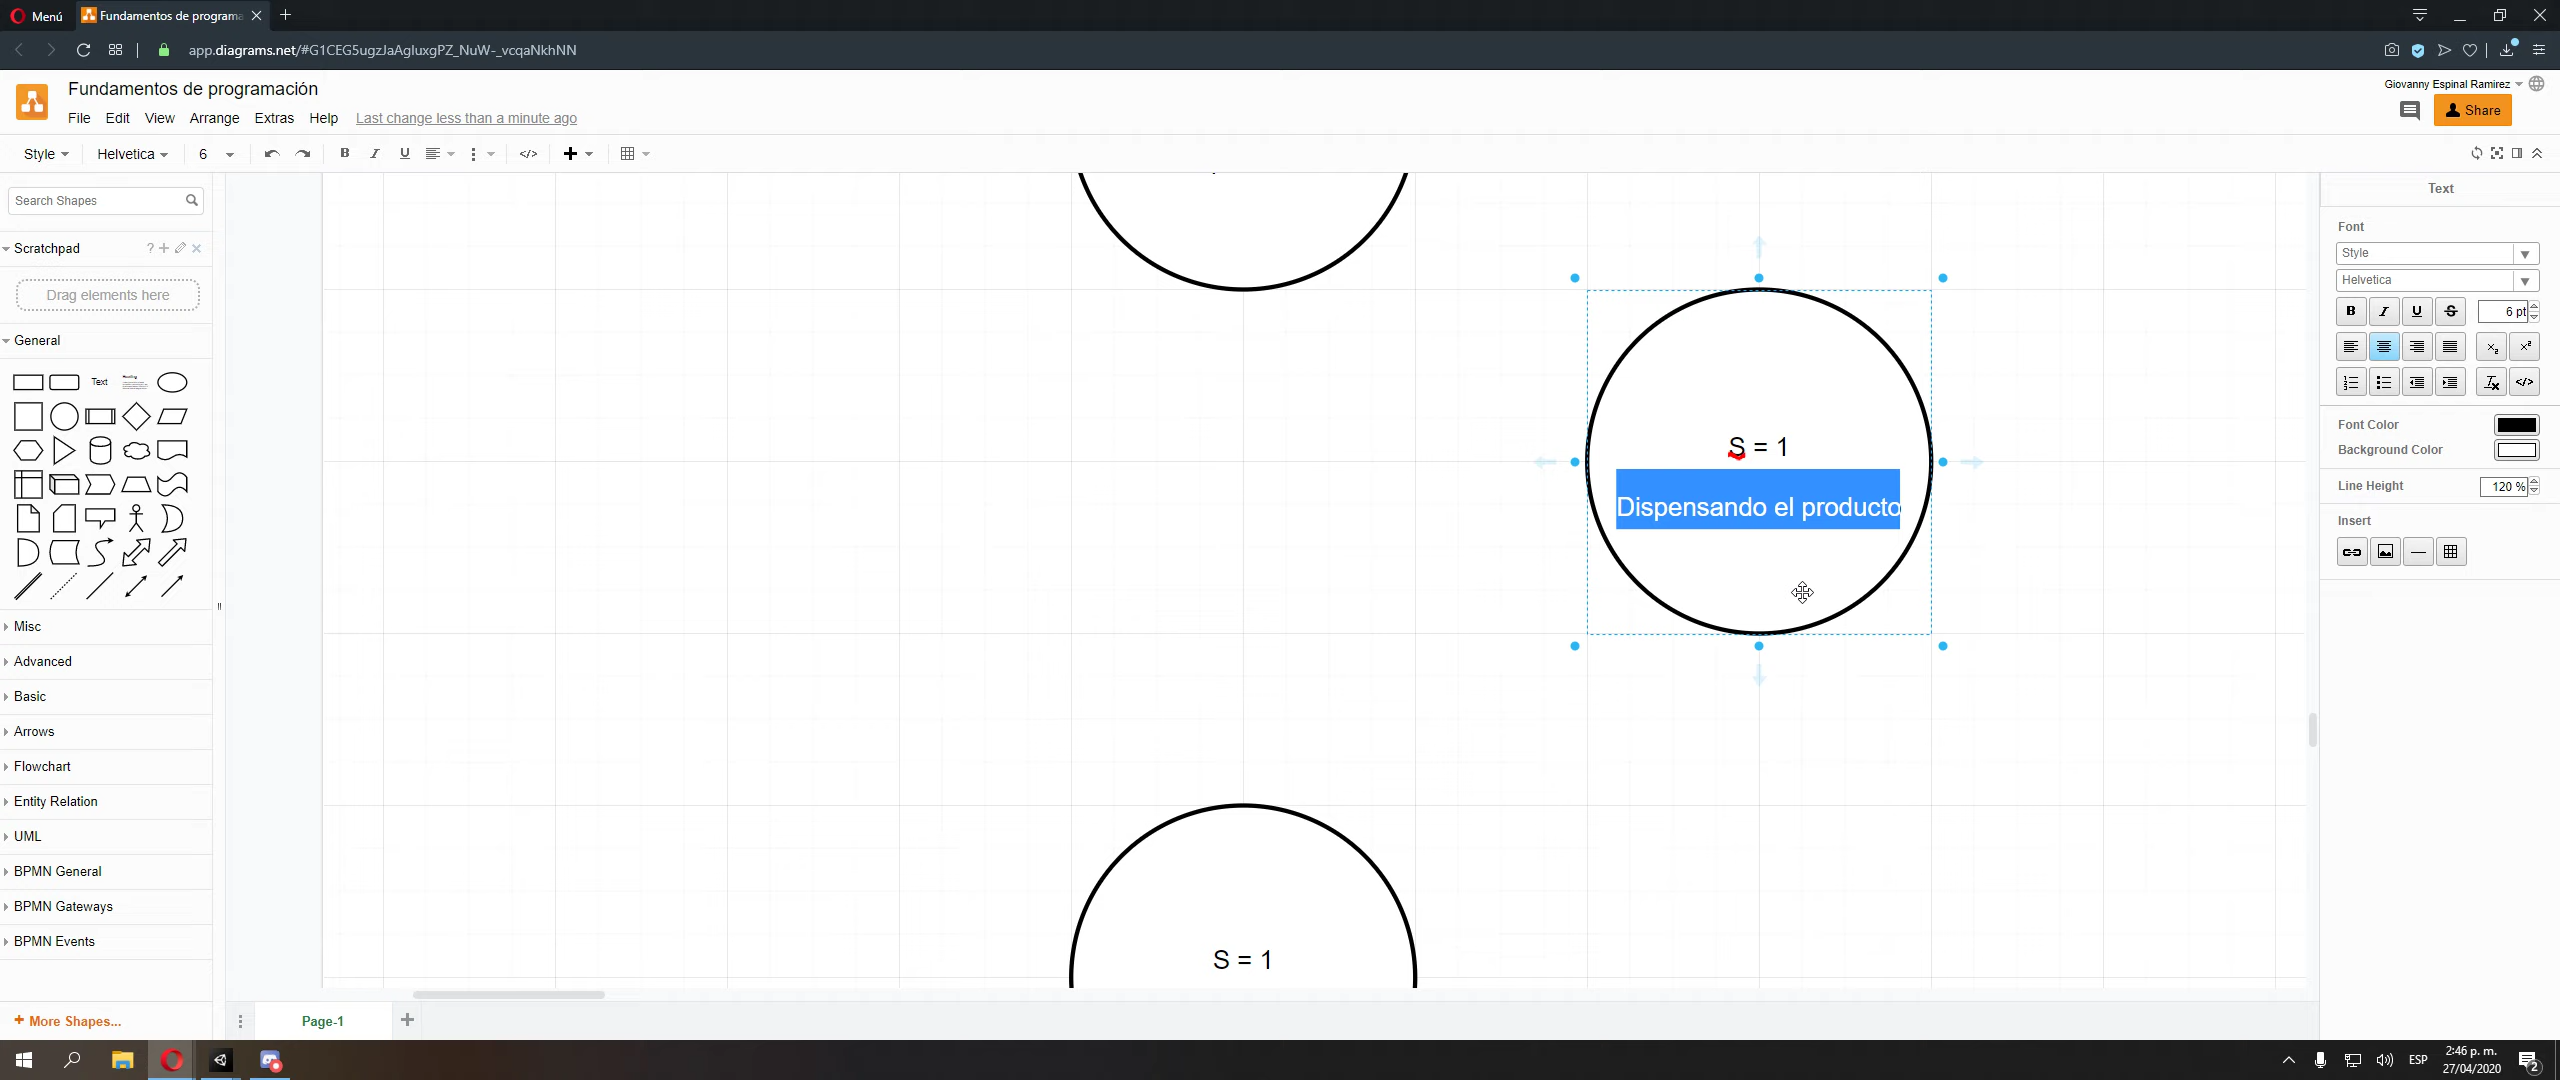 Menú
Fundamentos de programa
app.diagrams.net/#G1CEG5ugzJaAgluxgPZ_NuW-_vcqaNkhNN
Fundamentos de programación
Giovanny Espinal Ramirez
File Edit View Arrange Extras Help Last change less than a minute ago
Share
Style Helvetica 6 B I U
Search Shapes
Scratchpad
Drag elements here
General
Text
Heading
Misc
Advanced
Basic
Arrows
Flowchart
Entity Relation
UML
BPMN General
BPMN Gateways
BPMN Events
+ More Shapes...
S = 1
Dispensando el producto
S = 1
Page-1
Text
Font
Style
Helvetica
B I U S 6 pt
Font Color
Background Color
Line Height 120 %
Insert
ESP
2:46 p. m.
27/04/2020
2